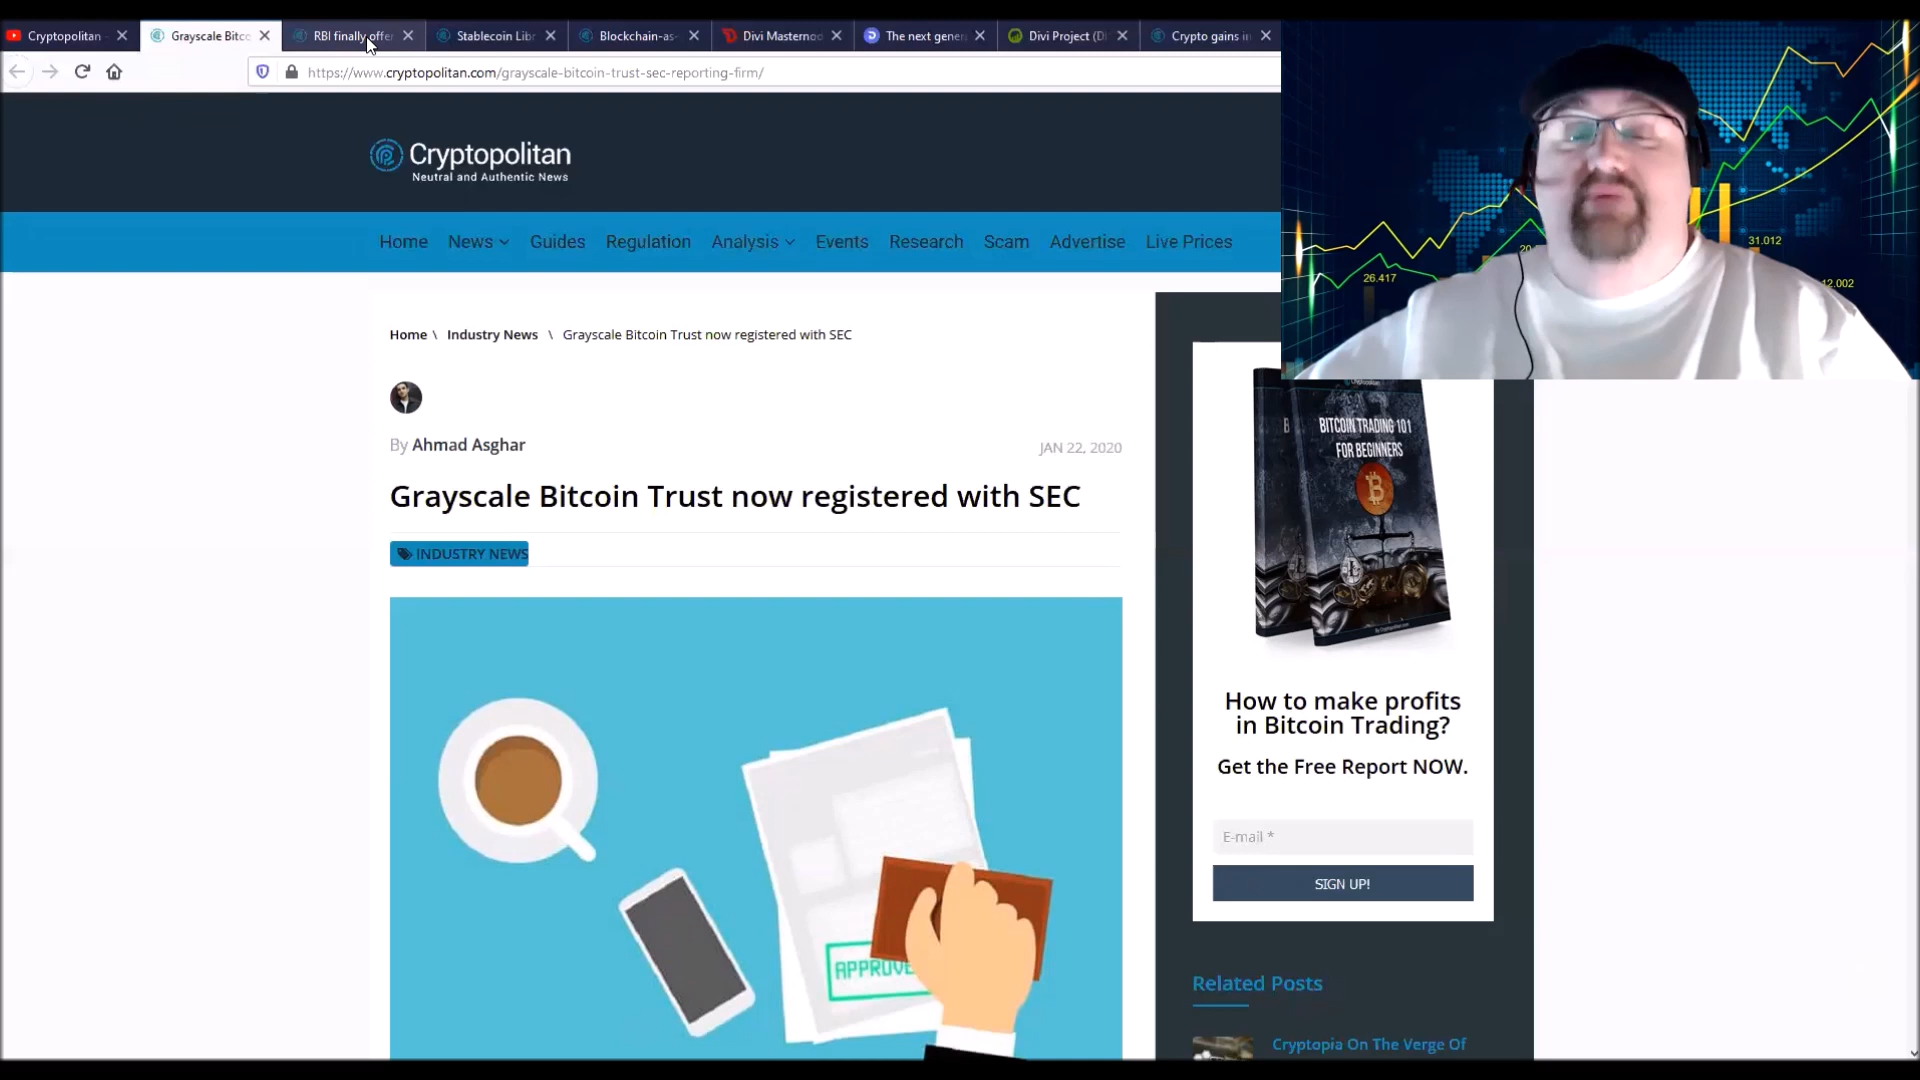 Cryptopolitan
Grayscale Bitc
RBI finally offer
Stablecoin Lib
Blockchain-as-
Divi Masternod
The next gener
Divi Project (D
Crypto gains i
https://www.cryptopolitan.com/grayscale-bitcoin-trust-sec-reporting-firm/
Cryptopolitan
Neutral and Authentic News
Home News Guides Regulation Analysis Events Research Scam Advertise Live Prices
Home \ Industry News \ Grayscale Bitcoin Trust now registered with SEC
By Ahmad Asghar
JAN 22, 2020
Grayscale Bitcoin Trust now registered with SEC
INDUSTRY NEWS
APPROVE
26.417
20.
31.012
12.002
BITCOIN TRADING 101
FOR BEGINNERS
How to make profits
in Bitcoin Trading?
Get the Free Report NOW.
E-mail *
SIGN UP!
Related Posts
Cryptopia On The Verge Of